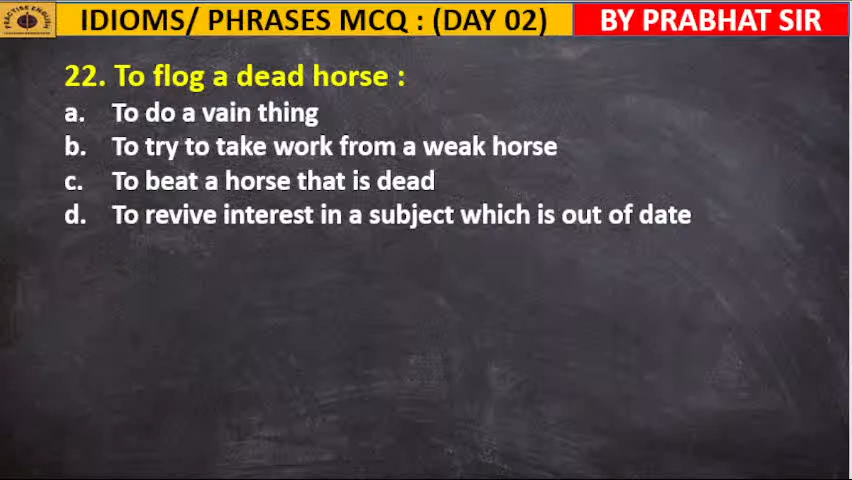 IDIOMS/ PHRASES MCQ : (DAY 02)
BY PRABHAT SIR
22. To flog a dead horse :
a. To do a vain thing
b. To try to take work from a weak horse
c. To beat a horse that is dead
d. To revive interest in a subject which is out of date